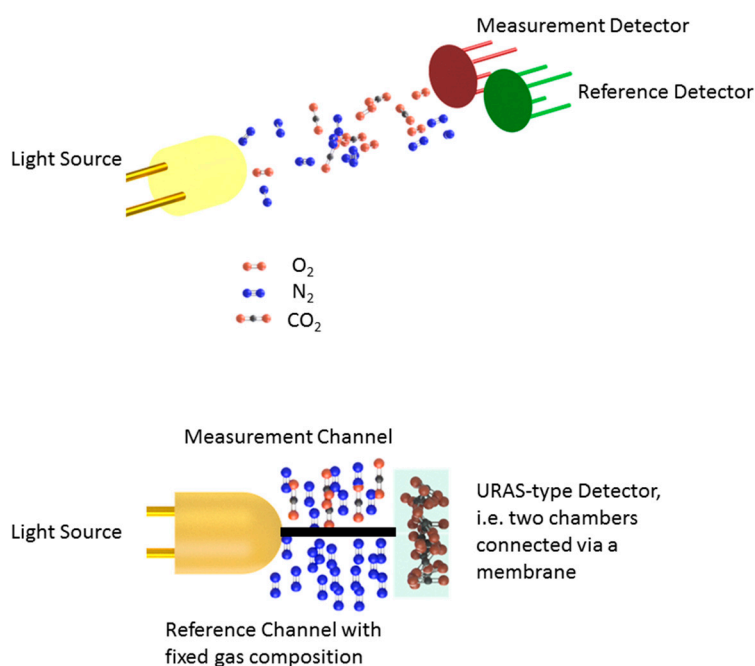 Measurement Detector
Reference Detector
Light Source
O₂
N₂
CO₂
Measurement Channel
Light Source
URAS-type Detector,
i.e. two chambers
connected via a
membrane
Reference Channel with
fixed gas composition